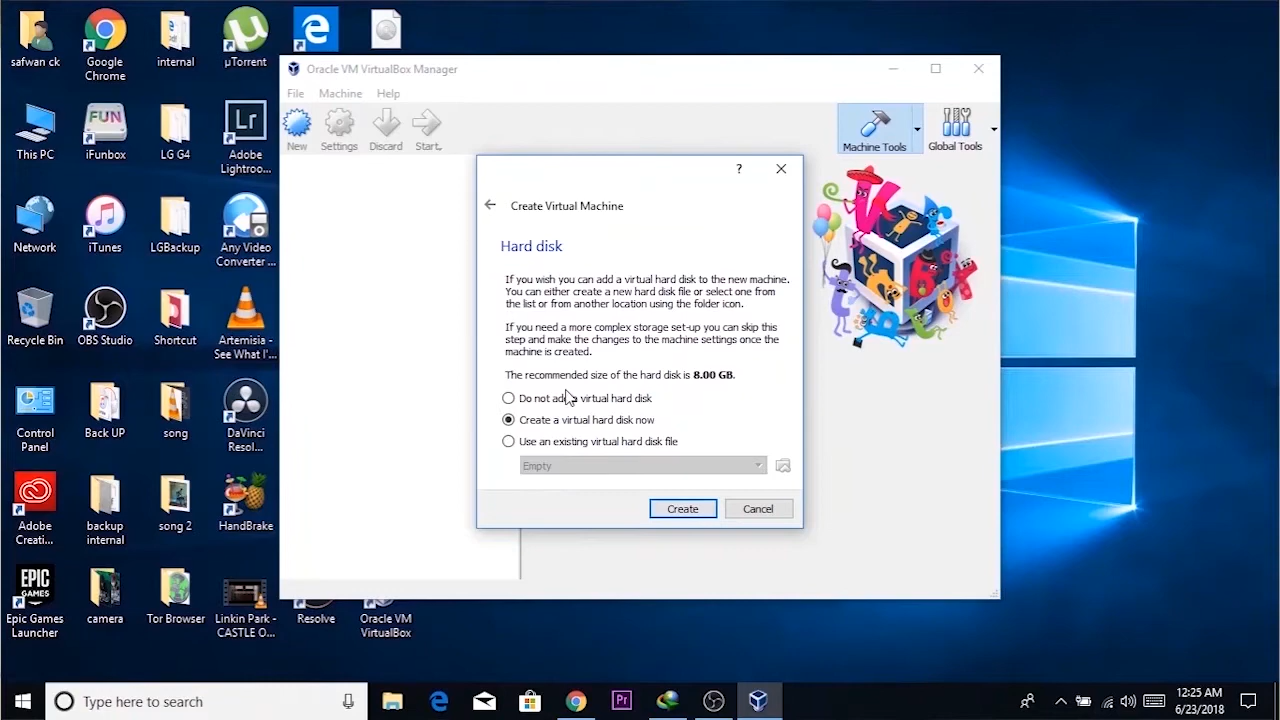 safwan ck
Google
Chrome
internal
µTorrent
This PC
iFunbox
LG G4
Adobe
Lightroo...
Network
iTunes
LGBackup
Any Video
Converter ...
Recycle Bin
OBS Studio
Shortcut
Artemisia -
See What I'...
Control
Panel
Back UP
song
DaVinci
Resol...
Adobe
Creati...
backup
internal
song 2
HandBrake
EPIC
GAMES
Epic Games
Launcher
camera
Tor Browser
Linkin Park -
CASTLE O...
Resolve
Oracle VM
VirtualBox
FUN
Lr
Oracle VM VirtualBox Manager
File Machine Help
New Settings Discard Start
Machine Tools Global Tools
?
Create Virtual Machine
Hard disk
If you wish you can add a virtual hard disk to the new machine.
You can either create a new hard disk file or select one from
the list or from another location using the folder icon.
If you need a more complex storage set-up you can skip this
step and make the changes to the machine settings once the
machine is created.
The recommended size of the hard disk is 8.00 GB.
Do not add a virtual hard disk
Create a virtual hard disk now
Use an existing virtual hard disk file
Empty
Create Cancel
Type here to search
Pr
12:25 AM
6/23/2018